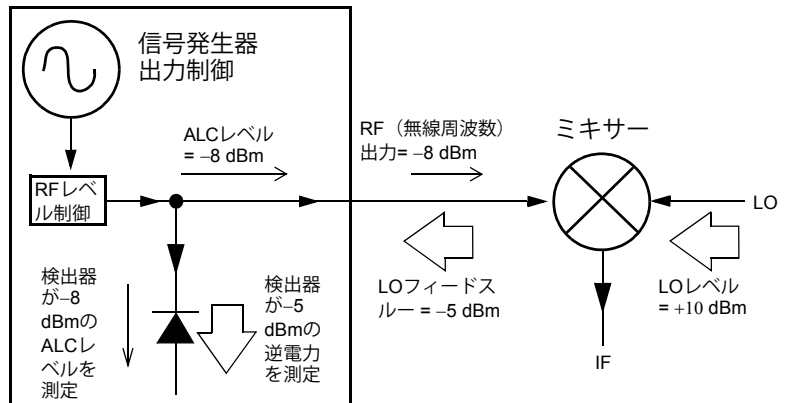 信号発生器
出力制御
ALCレベル
= –8 dBm
RF（無線周波数）
出力= –8 dBm
ミキサー
RFレベ
ル制御
LO
検出器
が–8
dBmの
ALCレ
ベルを
測定
検出器
が–5
dBmの
逆電力
を測定
LOフィードス
ルー = –5 dBm
LOレベル
= +10 dBm
IF